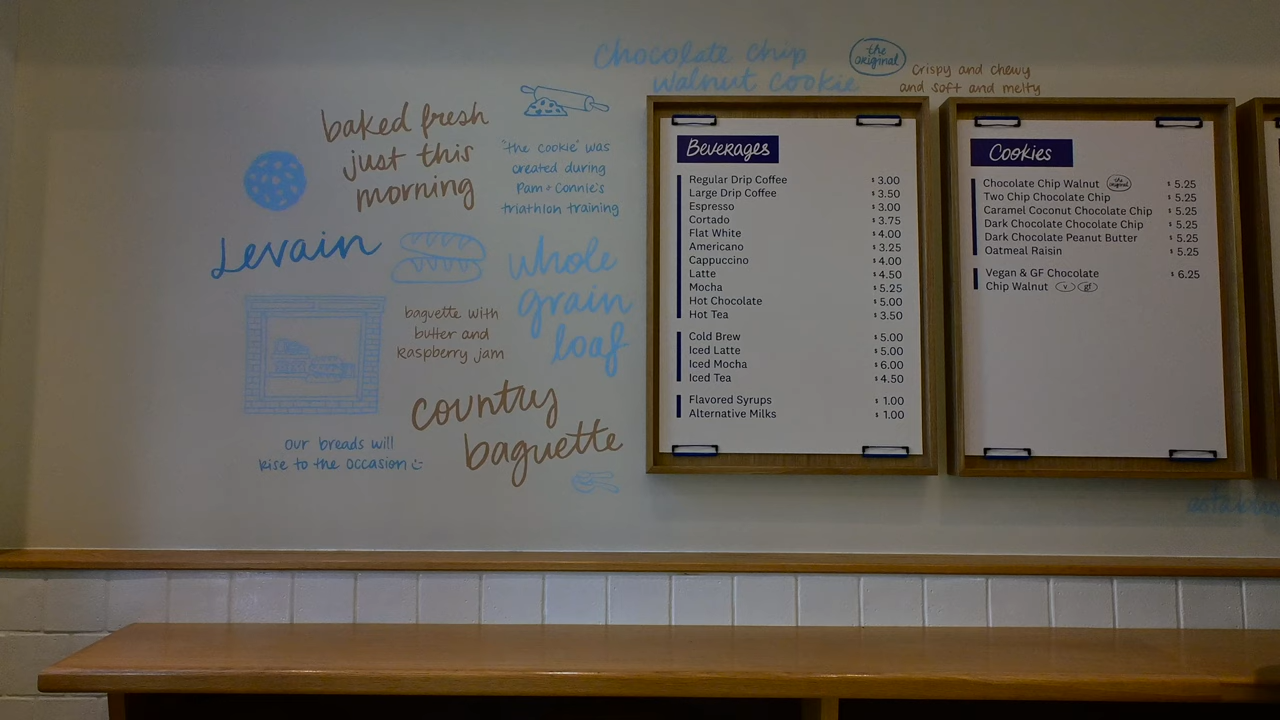 Chocolate Chip
walnut cookie
the
original
Crispy and chewy
and soft and melty
baked fresh
just this
morning
"the cookie" was
created during
Pam + Connie's
triathlon training
Levain
whole
grain
loaf
baguette with
butter and
Raspberry jam
country
baguette
our breads will
rise to the occasion
Beverages
Regular Drip Coffee $3.00
Large Drip Coffee $3.50
Espresso $3.00
Cortado $3.75
Flat White $4.00
Americano $3.25
Cappuccino $4.00
Latte $4.50
Mocha $5.25
Hot Chocolate $5.00
Hot Tea $3.50
Cold Brew $5.00
Iced Latte $5.00
Iced Mocha $6.00
Iced Tea $4.50
Flavored Syrups $1.00
Alternative Milks $1.00
Cookies
Chocolate Chip Walnut the original $5.25
Two Chip Chocolate Chip $5.25
Caramel Coconut Chocolate Chip $5.25
Dark Chocolate Chocolate Chip $5.25
Dark Chocolate Peanut Butter $5.25
Oatmeal Raisin $5.25
Vegan & GF Chocolate $6.25
Chip Walnut v gf